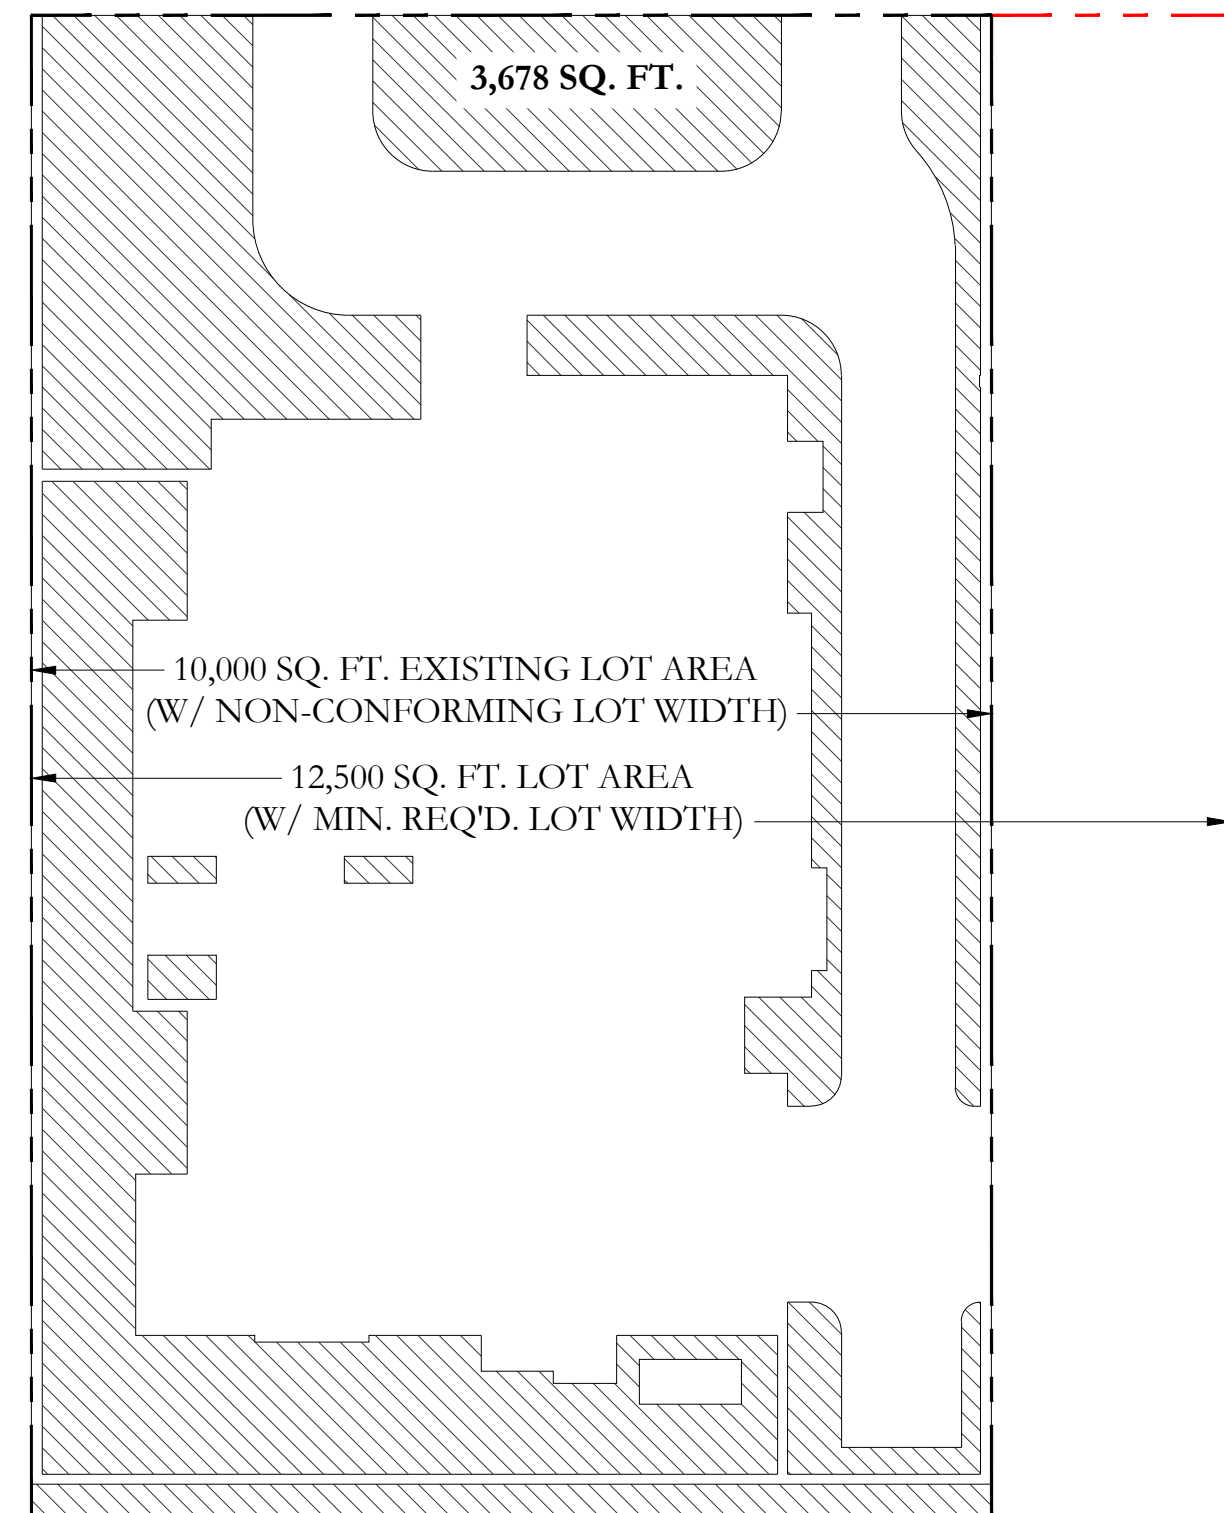 3,678 SQ. FT.
10,000 SQ. FT. EXISTING LOT AREA
(W/ NON-CONFORMING LOT WIDTH)
12,500 SQ. FT. LOT AREA
(W/ MIN. REQ'D. LOT WIDTH)